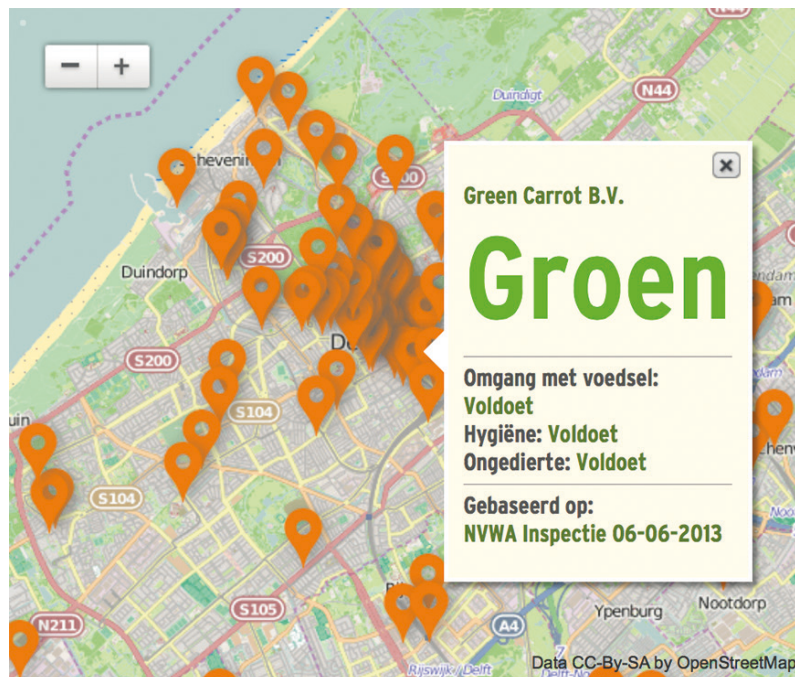 − +
N44
Duindigt
N44
S200
Green Carrot B.V.
Groen
Duindorp
S200
S200
Omgang met voedsel:
Voldoet
Hygiëne: Voldoet
Ongedierte: Voldoet
S104
S104
Gebaseerd op:
NVWA Inspectie 06-06-2013
S105
N211
A4
Ypenburg
Nootdorp
Rijswijk / Delft
Data CC-By-SA by OpenStreetMap